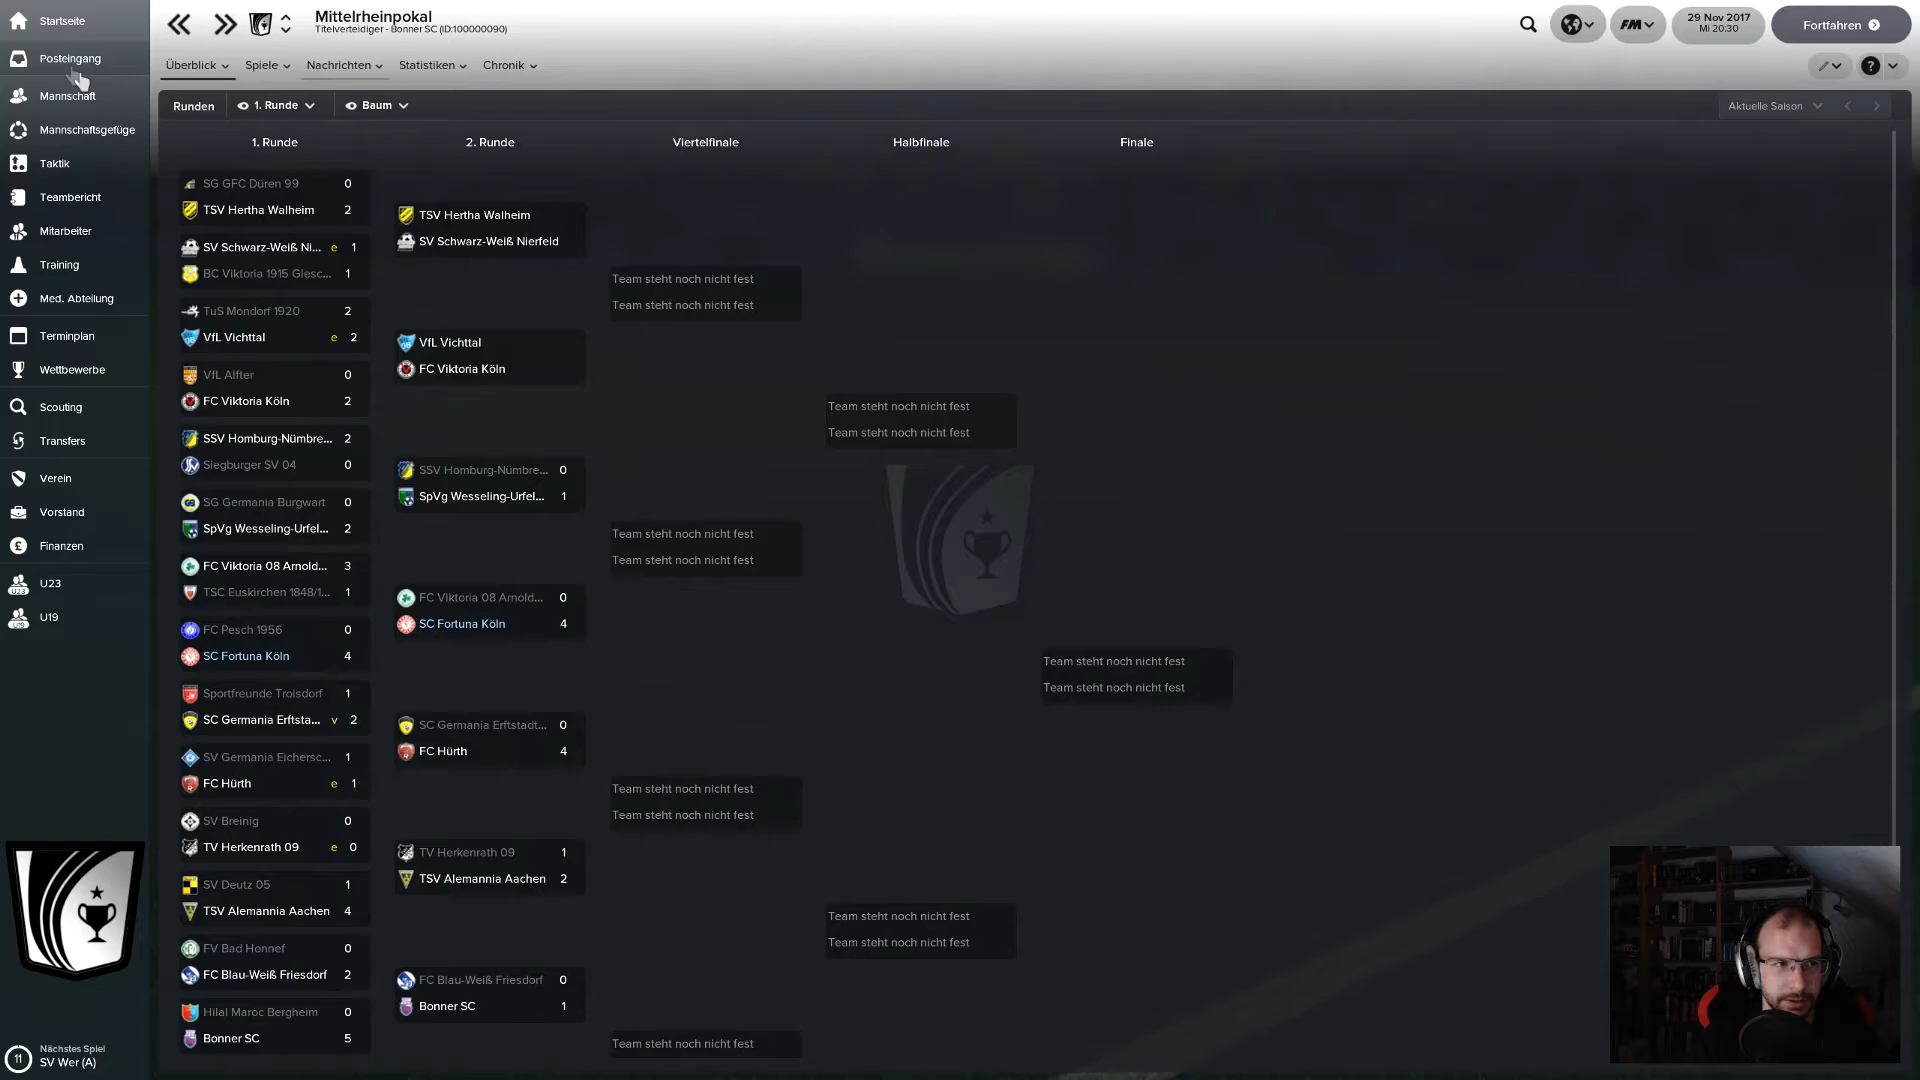 Startseite
Posteingang
Mannschaft
Mannschaftsgefüge
Taktik
Teambericht
Mitarbeiter
Training
Med. Abteilung
Terminplan
Wettbewerbe
Scouting
Transfers
Verein
Vorstand
Finanzen
U23
U23
U19
U19
Nächstes Spiel
11
SV Wer (A)
Mittelrheinpokal
Titelverteidiger - Bonner SC (ID:100000090)
FM
29 Nov 2017
Mi 20:30
Fortfahren
Überblick Spiele Nachrichten Statistiken Chronik
?
Runden 1. Runde Baum
Aktuelle Saison
1. Runde 2. Runde Viertelfinale Halbfinale Finale
SG GFC Düren 99 0
TSV Hertha Walheim 2
SV Schwarz-Weiß Ni... e 1
BC Viktoria 1915 Glesc... 1
TuS Mondorf 1920 2
VfL Vichttal e 2
VfL Alfter 0
FC Viktoria Köln 2
SSV Homburg-Nümbre... 2
Siegburger SV 04 0
SG Germania Burgwart 0
SpVg Wesseling-Urfel... 2
FC Viktoria 08 Arnold... 3
TSC Euskirchen 1848/1... 1
FC Pesch 1956 0
SC Fortuna Köln 4
Sportfreunde Troisdorf 1
SC Germania Erftsta... v 2
SV Germania Eichersc... 1
FC Hürth e 1
SV Breinig 0
TV Herkenrath 09 e 0
SV Deutz 05 1
TSV Alemannia Aachen 4
FV Bad Honnef 0
FC Blau-Weiß Friesdorf 2
Hilal Maroc Bergheim 0
Bonner SC 5
TSV Hertha Walheim
SV Schwarz-Weiß Nierfeld
VfL Vichttal
FC Viktoria Köln
SSV Homburg-Nümbre... 0
SpVg Wesseling-Urfel... 1
FC Viktoria 08 Arnold... 0
SC Fortuna Köln 4
SC Germania Erftstadt... 0
FC Hürth 4
TV Herkenrath 09 1
TSV Alemannia Aachen 2
FC Blau-Weiß Friesdorf 0
Bonner SC 1
Team steht noch nicht fest
Team steht noch nicht fest
Team steht noch nicht fest
Team steht noch nicht fest
Team steht noch nicht fest
Team steht noch nicht fest
Team steht noch nicht fest
Team steht noch nicht fest
Team steht noch nicht fest
Team steht noch nicht fest
Team steht noch nicht fest
Team steht noch nicht fest
Team steht noch nicht fest